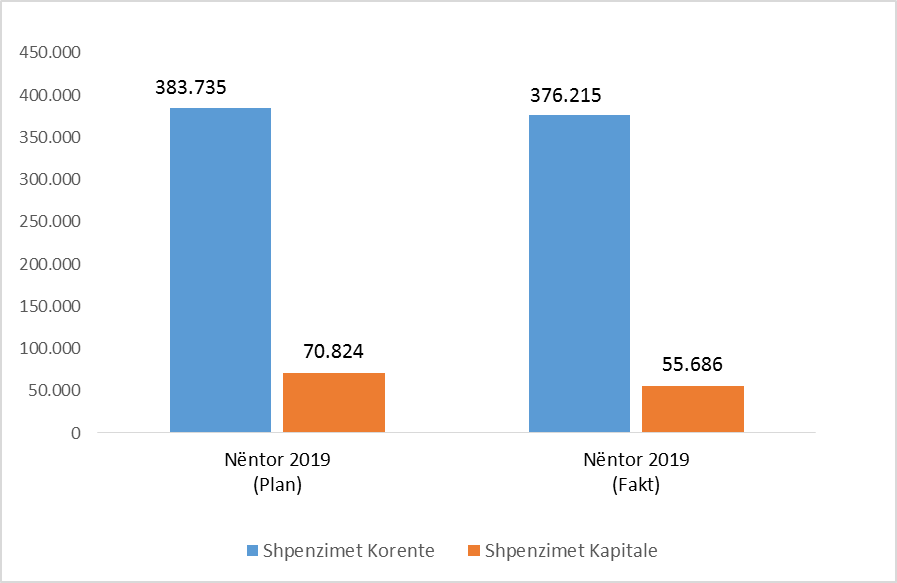 450.000
400.000
350.000
300.000
250.000
200.000
150.000
100.000
50.000
0
383.735
70.824
376.215
55.686
Nëntor 2019
(Plan)
Nëntor 2019
(Fakt)
Shpenzimet Korente
Shpenzimet Kapitale